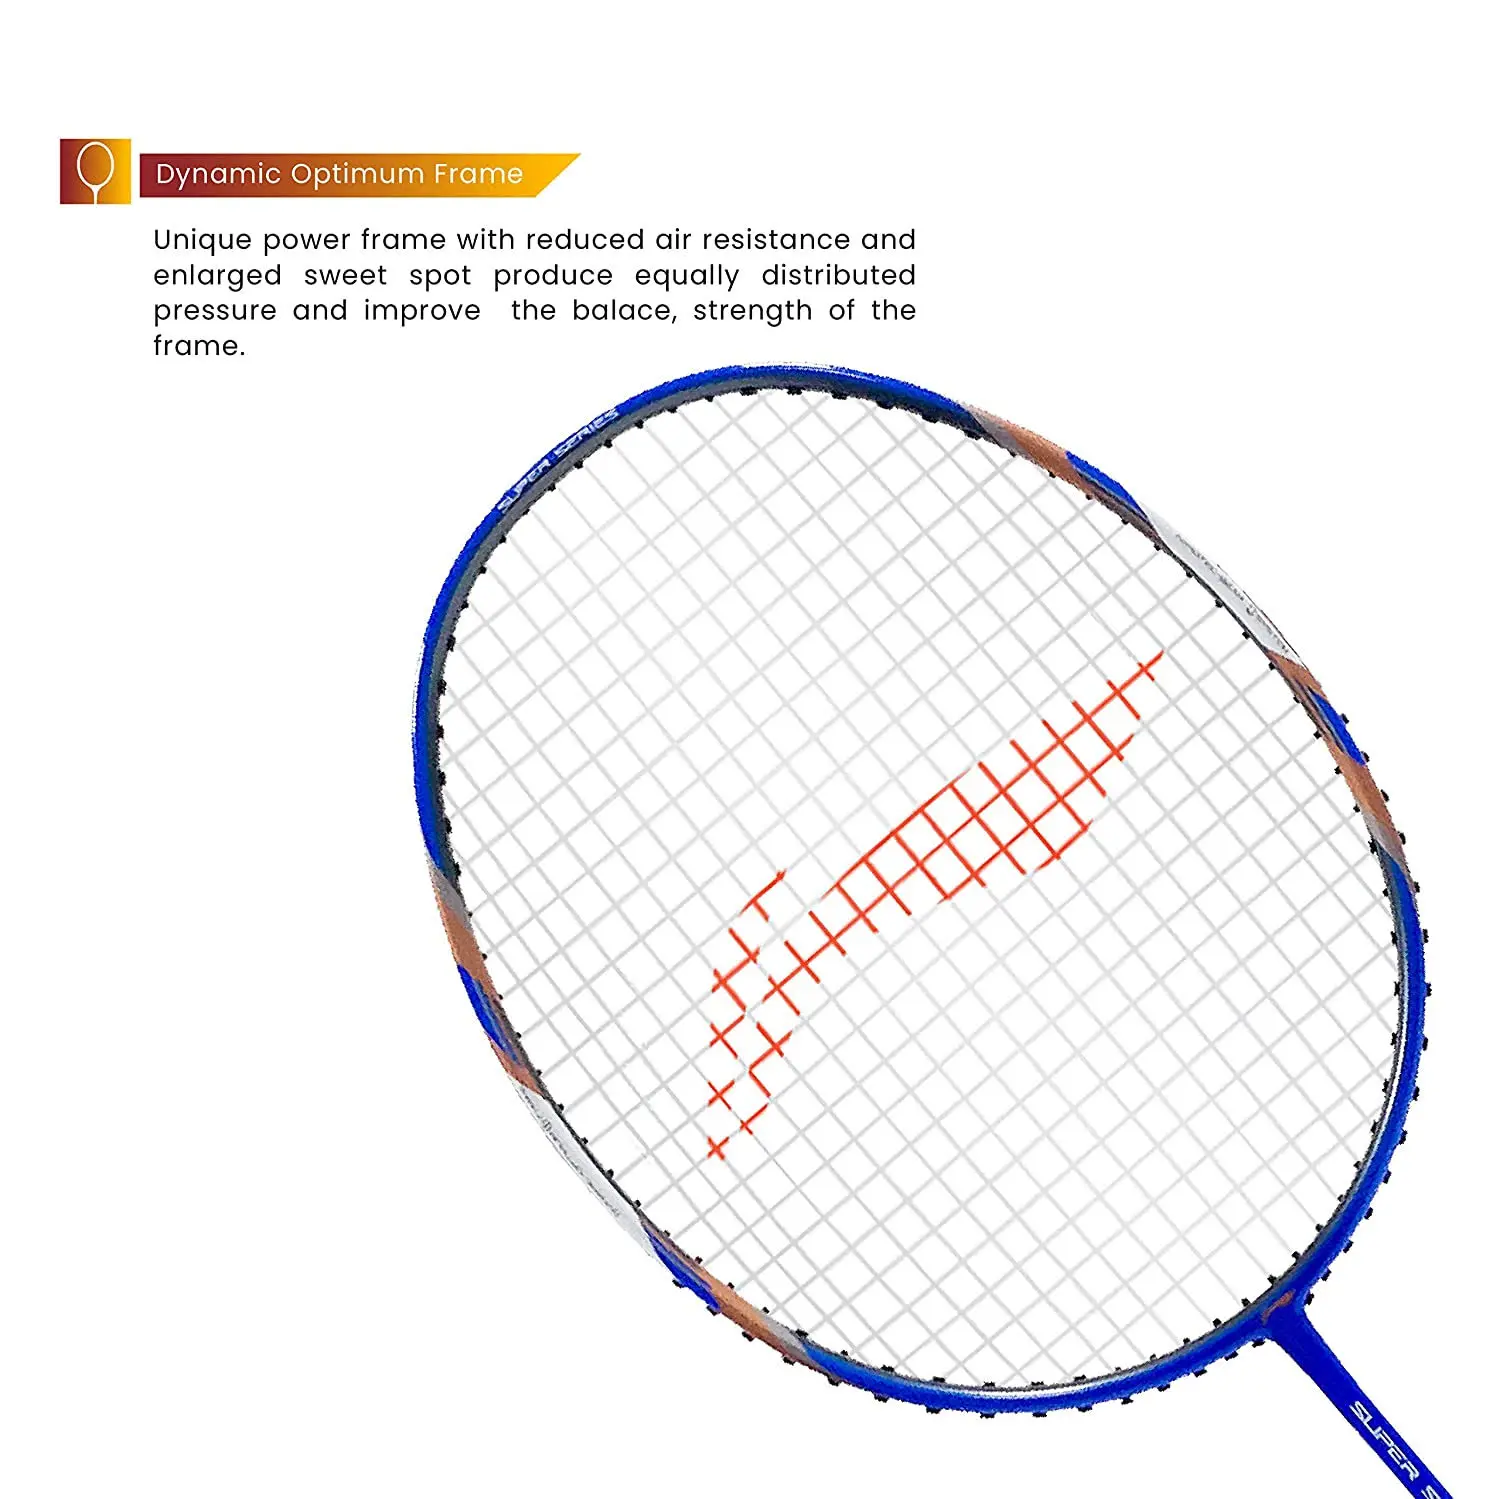 Dynamic Optimum Frame
Unique power frame with reduced air resistance and
enlarged sweet spot produce equally distributed
pressure and improve the balace, strength of the
frame.
SUPER SERIES
SUPER S